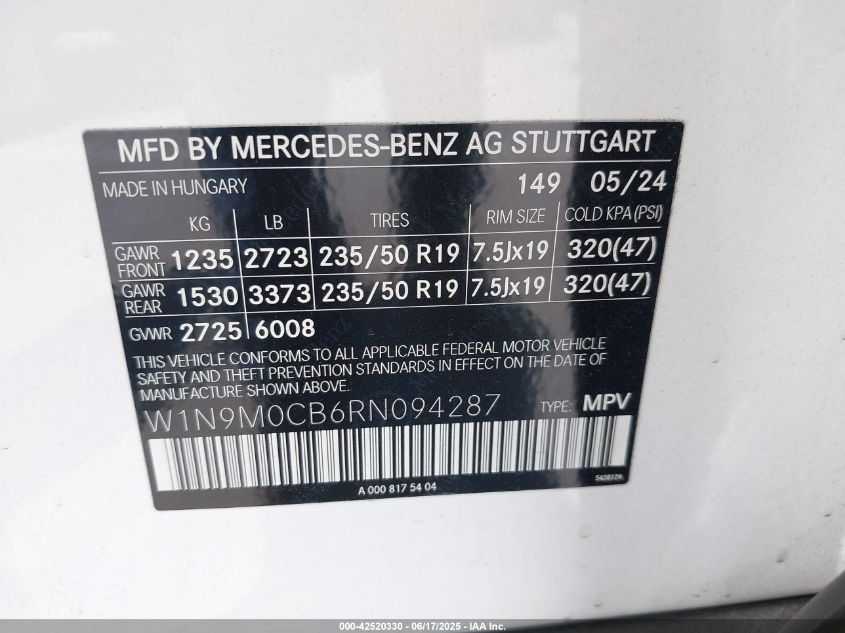 MFD BY MERCEDES-BENZ AG STUTTGART
MADE IN HUNGARY 149 05/24
KG LB TIRES RIM SIZE COLD KPA (PSI)
GAWR FRONT 1235 2723 235/50 R19 7.5Jx19 320(47)
GAWR REAR 1530 3373 235/50 R19 7.5Jx19 320(47)
GVWR 2725 6008
THIS VEHICLE CONFORMS TO ALL APPLICABLE FEDERAL MOTOR VEHICLE
SAFETY AND THEFT PREVENTION STANDARDS IN EFFECT ON THE DATE OF
MANUFACTURE SHOWN ABOVE.
W1N9M0CB6RN094287 TYPE: MPV
A 000 817 54 04
000-42520330 - 06/17/2025 - IAA Inc.